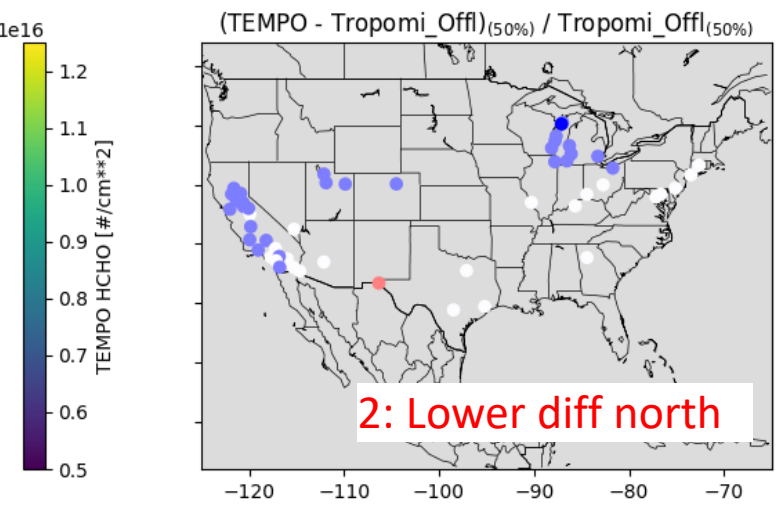 1e16
(TEMPO - Tropomi_Offl)(50%) / Tropomi_Offl(50%)
1.2
1.1
1.0
0.9
0.8
0.7
0.6
0.5
TEMPO HCHO [#/cm**2]
2: Lower diff north
−120 −110 −100 −90 −80 −70